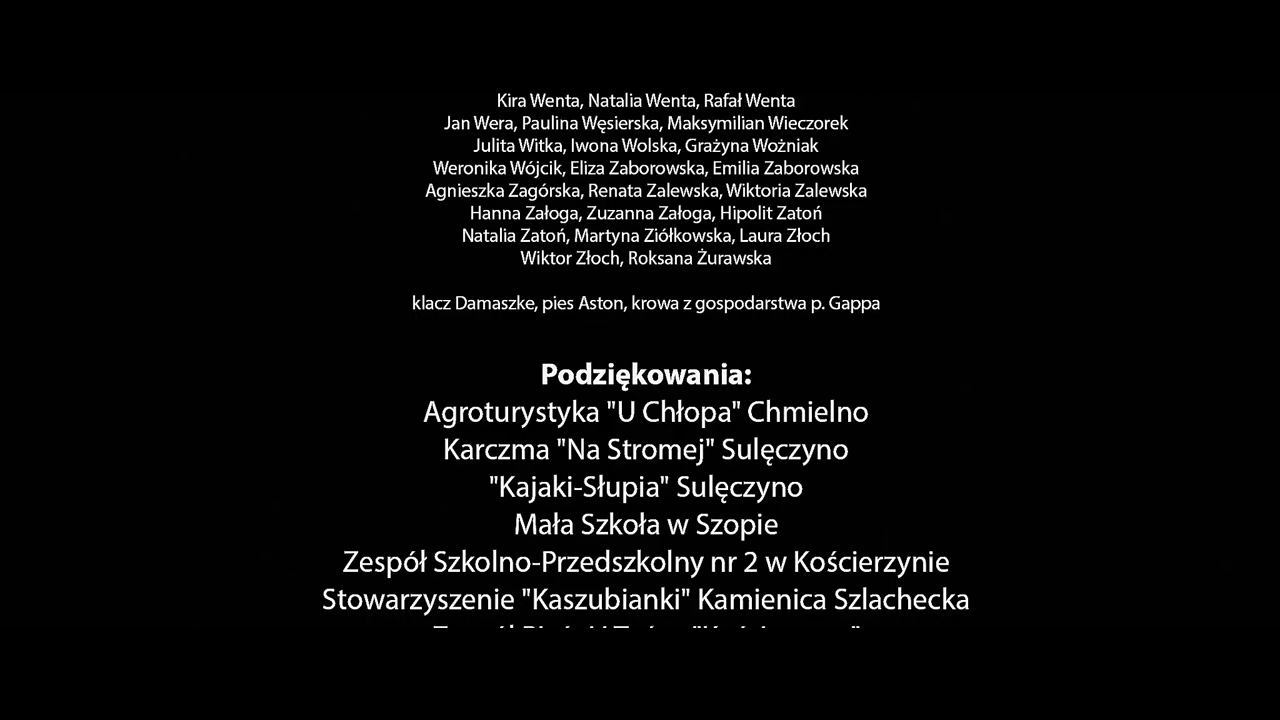 Kira Wenta, Natalia Wenta, Rafał Wenta
Jan Wera, Paulina Węsierska, Maksymilian Wieczorek
Julita Witka, Iwona Wolska, Grażyna Wożniak
Weronika Wójcik, Eliza Zaborowska, Emilia Zaborowska
Agnieszka Zagórska, Renata Zalewska, Wiktoria Zalewska
Hanna Załoga, Zuzanna Załoga, Hipolit Zatoń
Natalia Zatoń, Martyna Ziółkowska, Laura Złoch
Wiktor Złoch, Roksana Żurawska
klacz Damaszke, pies Aston, krowa z gospodarstwa p. Gappa
Podziękowania:
Agroturystyka "U Chłopa" Chmielno
Karczma "Na Stromej" Sulęczyno
"Kajaki-Słupia" Sulęczyno
Mała Szkoła w Szopie
Zespół Szkolno-Przedszkolny nr 2 w Kościerzynie
Stowarzyszenie "Kaszubianki" Kamienica Szlachecka